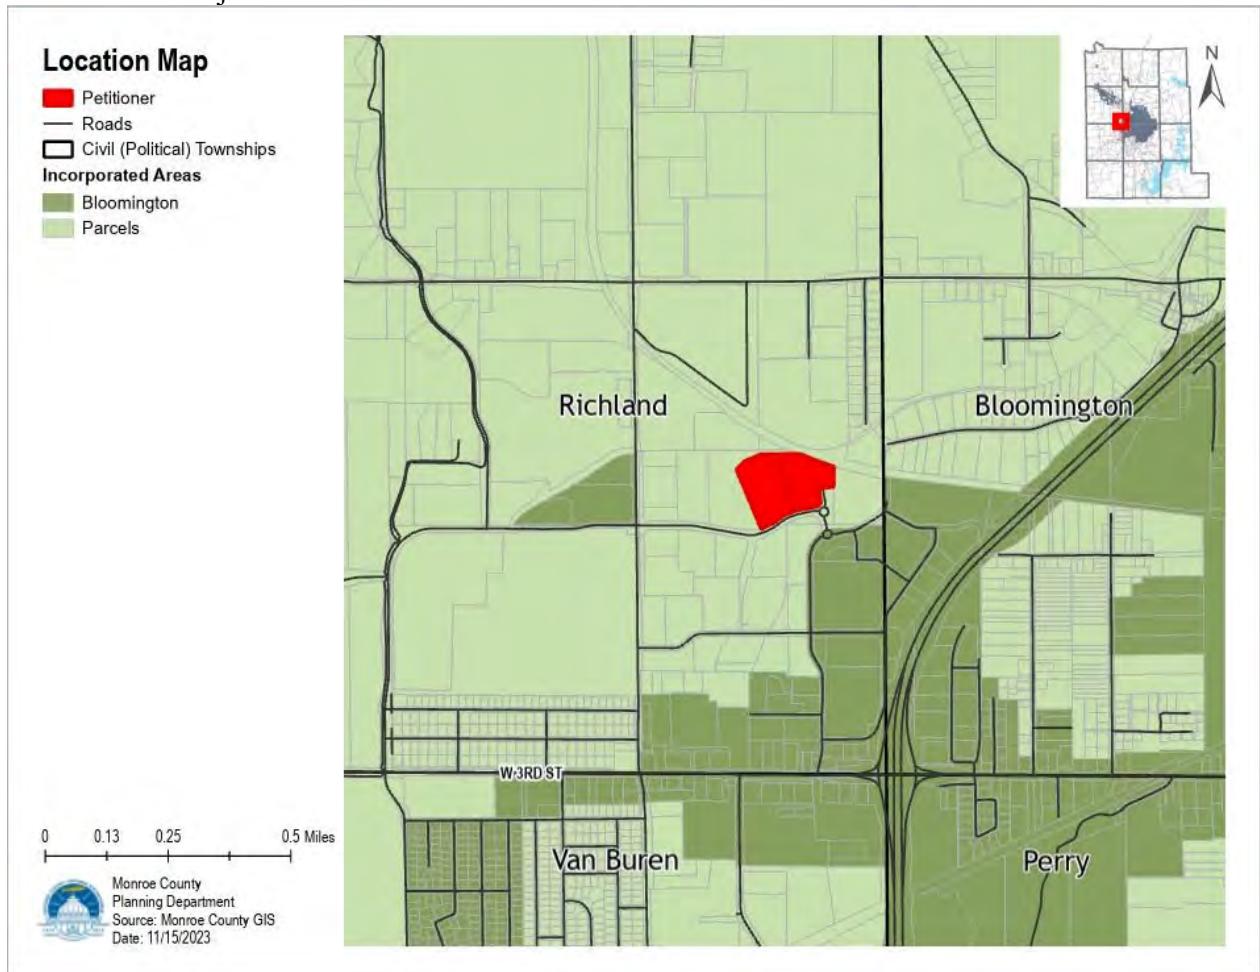 Location Map
Petitioner
Roads
Civil (Political) Townships
Incorporated Areas
Bloomington
Parcels
N
Richland
Bloomington
W 3RD ST
Van Buren
Perry
0 0.13 0.25 0.5 Miles
Monroe County
Planning Department
Source: Monroe County GIS
Date: 11/15/2023